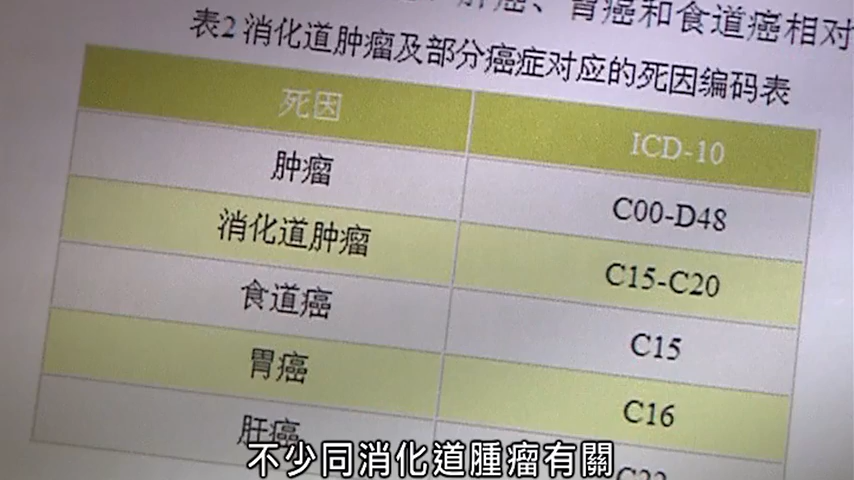 、胃癌和食道癌相对
表2 消化道肿瘤及部分癌症对应的死因编码表
死因 ICD-10
肿瘤 C00-D48
消化道肿瘤 C15-C20
食道癌 C15
胃癌 C16
肝癌 C22
不少同消化道腫瘤有關